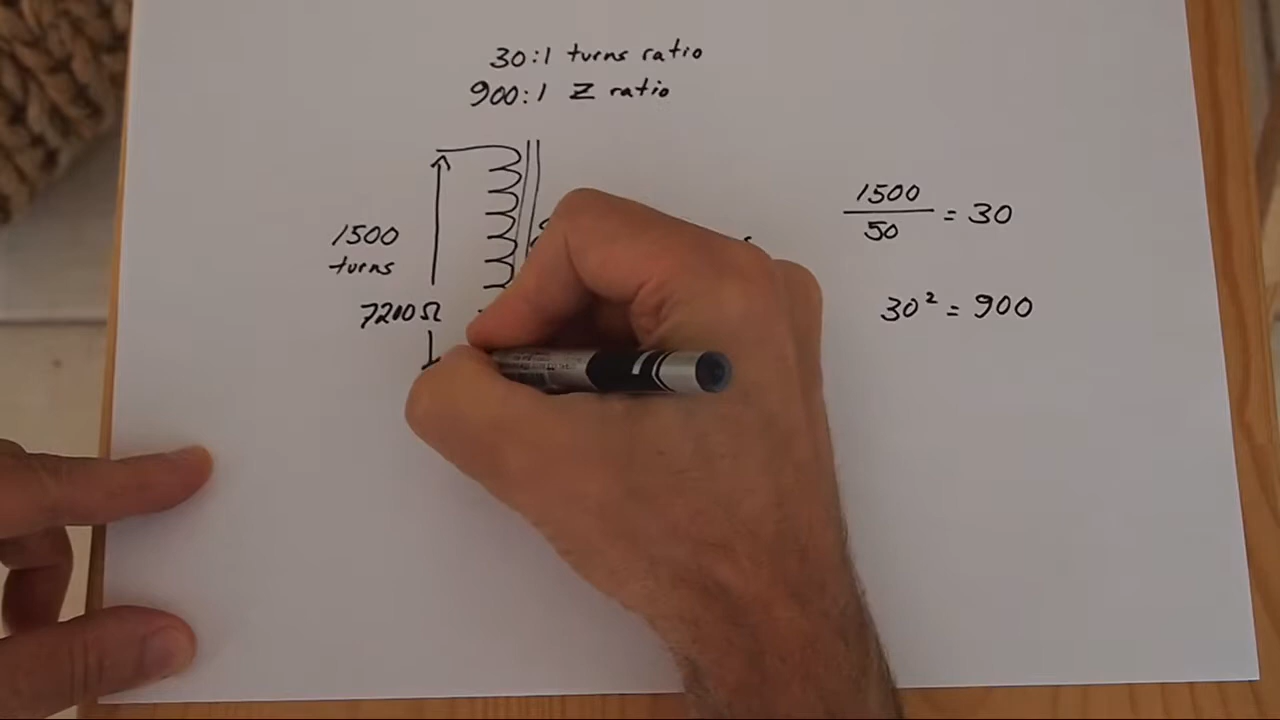 30:1 turns ratio
900:1 Z ratio
1500
turns
7200Ω
1500
50
= 30
30² = 900